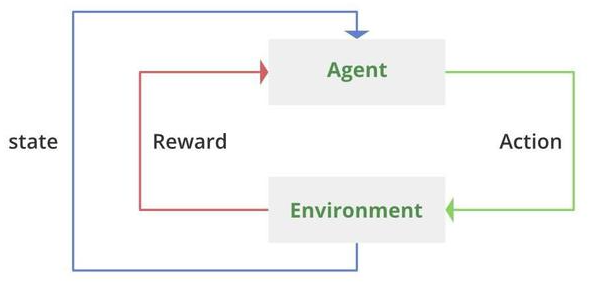 Agent
state
Reward
Action
Environment